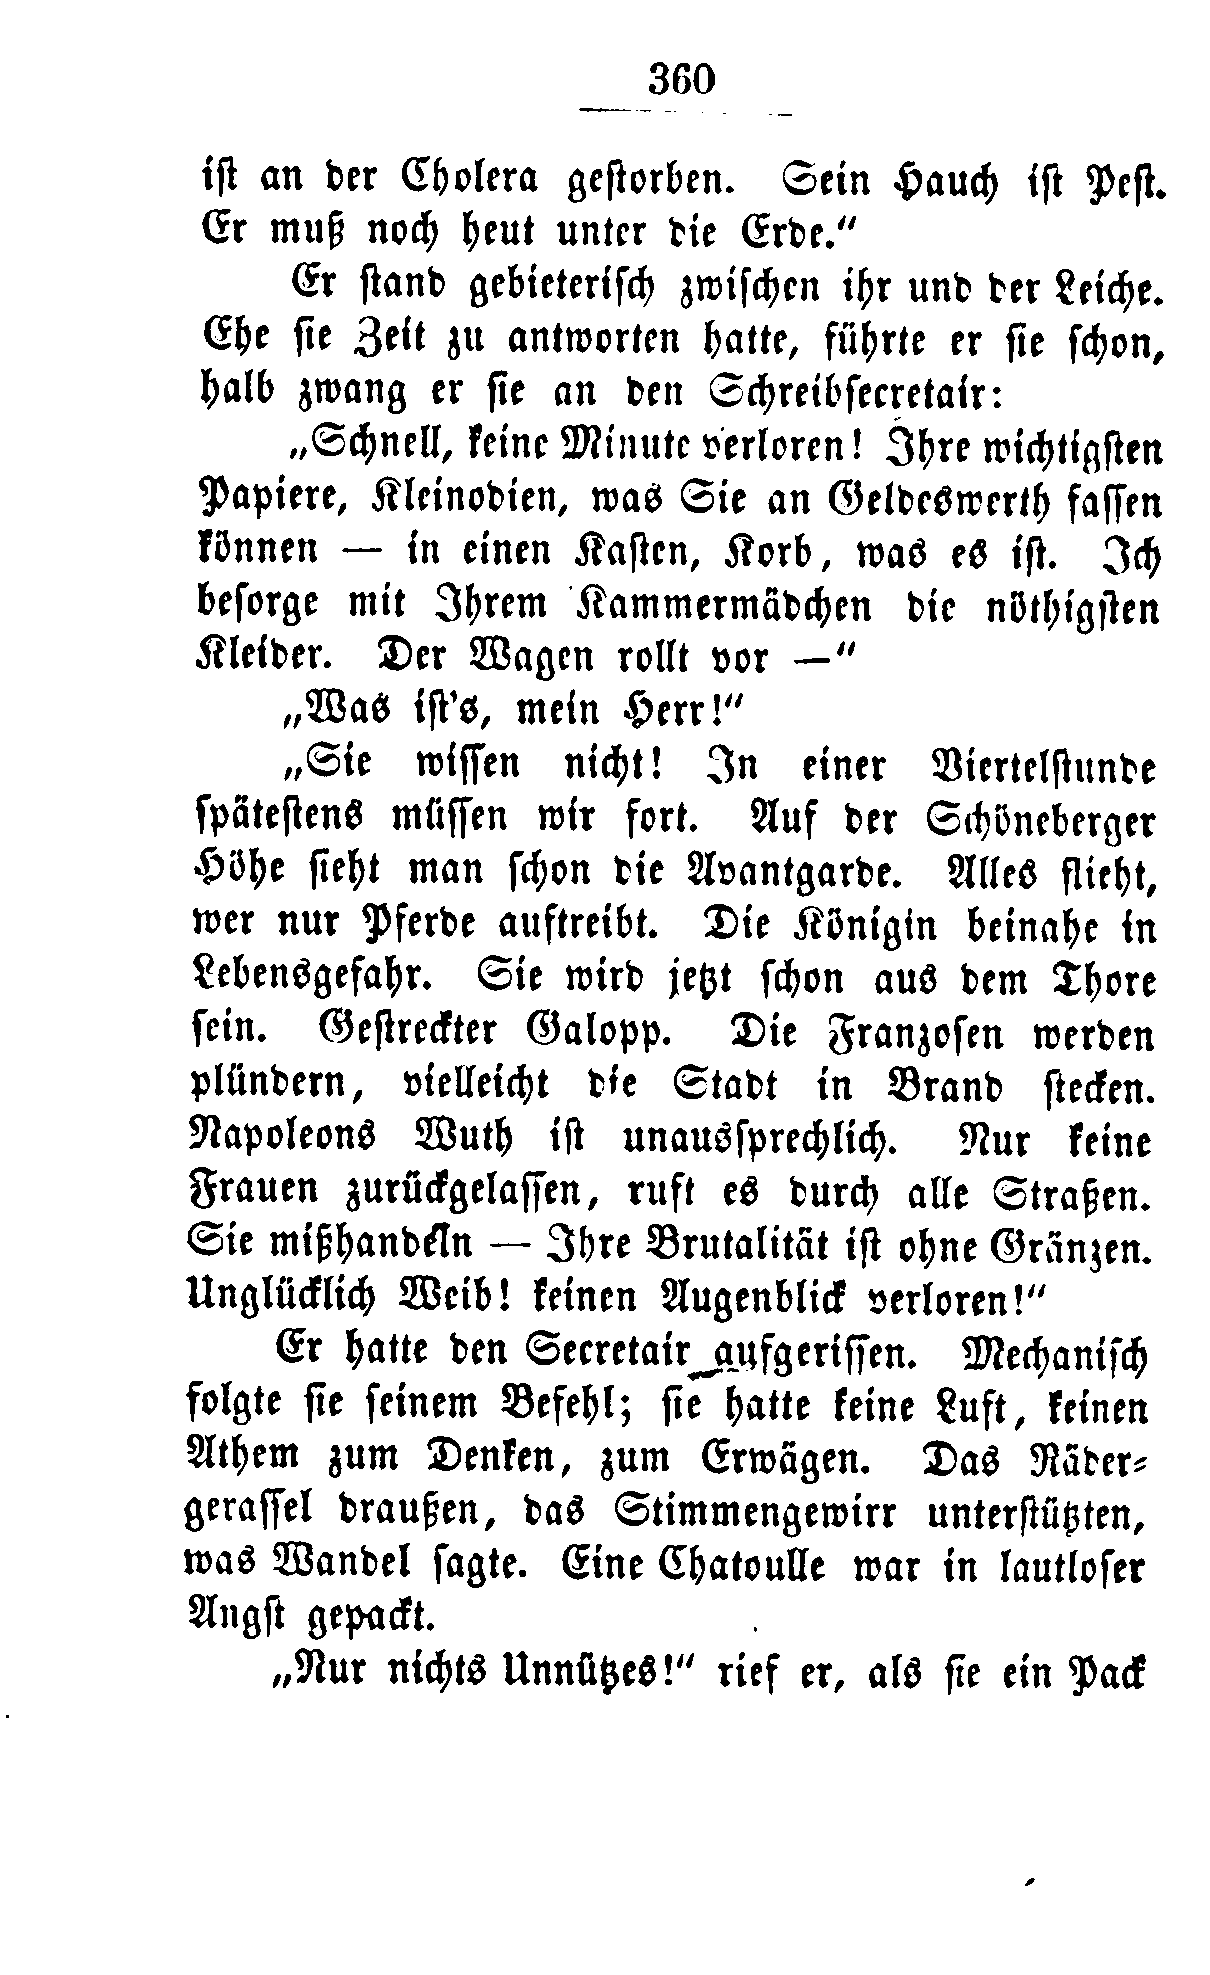 360
ist an der Cholera gestorben. Sein Hauch ist Pest.
Er muß noch heut unter die Erde.“
Er stand gebieterisch zwischen ihr und der Leiche.
Ehe sie Zeit zu antworten hatte, führte er sie schon,
halb zwang er sie an den Schreibsecretair:
„Schnell, keine Minute verloren! Ihre wichtigsten
Papiere, Kleinodien, was Sie an Geldeswerth fassen
können — in einen Kasten, Korb, was es ist. Ich
besorge mit Ihrem Kammermädchen die nöthigsten
Kleider. Der Wagen rollt vor —“
„Was ist's, mein Herr!“
„Sie wissen nicht! In einer Viertelstunde
spätestens müssen wir fort. Auf der Schöneberger
Höhe sieht man schon die Avantgarde. Alles flieht,
wer nur Pferde auftreibt. Die Königin beinahe in
Lebensgefahr. Sie wird jetzt schon aus dem Thore
sein. Gestreckter Galopp. Die Franzosen werden
plündern, vielleicht die Stadt in Brand stecken.
Napoleons Wuth ist unaussprechlich. Nur keine
Frauen zurückgelassen, ruft es durch alle Straßen.
Sie mißhandeln — Ihre Brutalität ist ohne Gränzen.
Unglücklich Weib! keinen Augenblick verloren!“
Er hatte den Secretair aufgerissen. Mechanisch
folgte sie seinem Befehl; sie hatte keine Luft, keinen
Athem zum Denken, zum Erwägen. Das Räder-
gerassel draußen, das Stimmengewirr unterstützten,
was Wandel sagte. Eine Chatoulle war in lautloser
Angst gepackt.
„Nur nichts Unnützes!“ rief er, als sie ein Pack